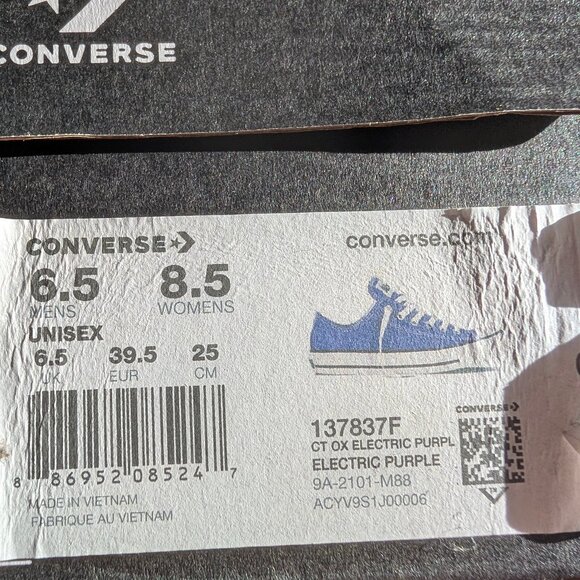 CONVERSE
CONVERSE
converse.com
6.5 8.5
MENS WOMENS
UNISEX
6.5 39.5 25
UK EUR CM
8 86952 08524 7
MADE IN VIETNAM
FABRIQUE AU VIETNAM
137837F
CT OX ELECTRIC PURPL
ELECTRIC PURPLE
9A-2101-M88
ACYV9S1J00006
CONVERSE